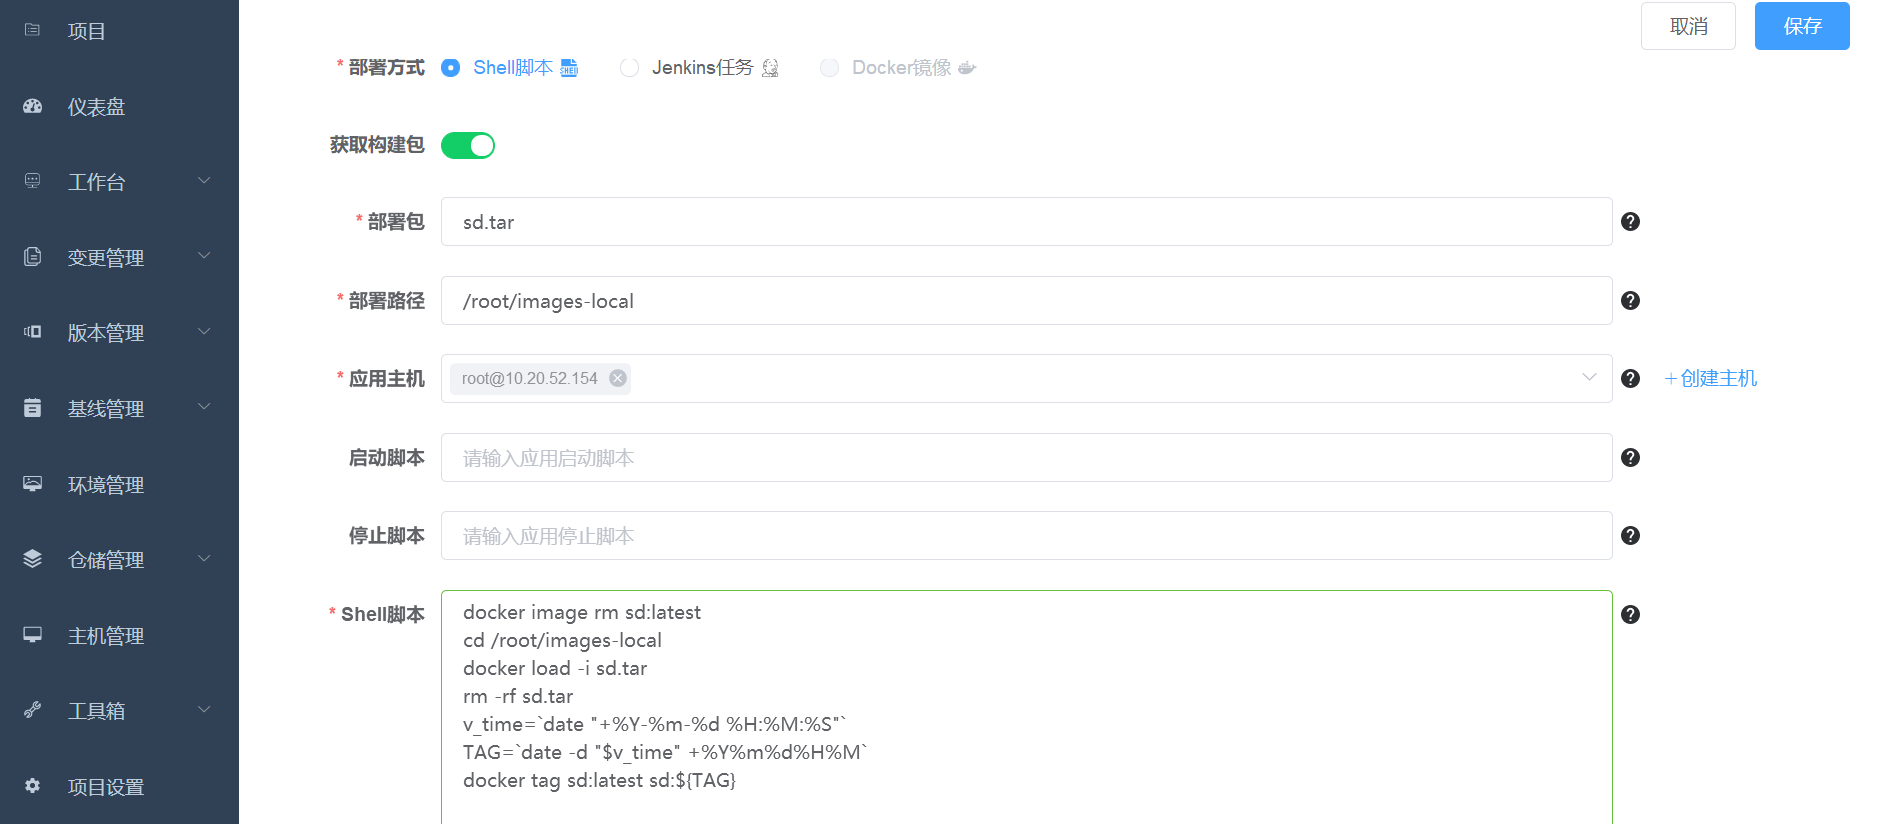 项目
仪表盘
工作台
变更管理
版本管理
基线管理
环境管理
仓储管理
主机管理
工具箱
项目设置
取消
保存
* 部署方式 Shell脚本 Jenkins任务 Docker镜像
获取构建包
* 部署包 sd.tar
* 部署路径 /root/images-local
* 应用主机 root@10.20.52.154 +创建主机
启动脚本 请输入应用启动脚本
停止脚本 请输入应用停止脚本
* Shell脚本 docker image rm sd:latest
cd /root/images-local
docker load -i sd.tar
rm -rf sd.tar
v_time=`date "+%Y-%m-%d %H:%M:%S"`
TAG=`date -d "$v_time" +%Y%m%d%H%M`
docker tag sd:latest sd:${TAG}